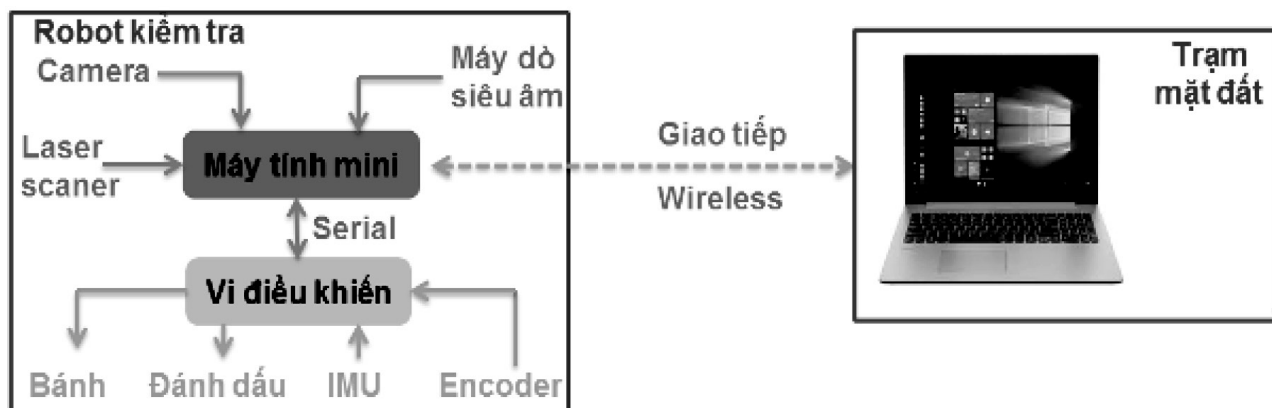 Robot kiểm tra
Camera
Máy dò
siêu âm
Laser
scaner
Máy tính mini
Serial
Vi điều khiến
Bánh
Đánh dấu
IMU
Encoder
Giao tiếp
Wireless
Trạm
mặt đất